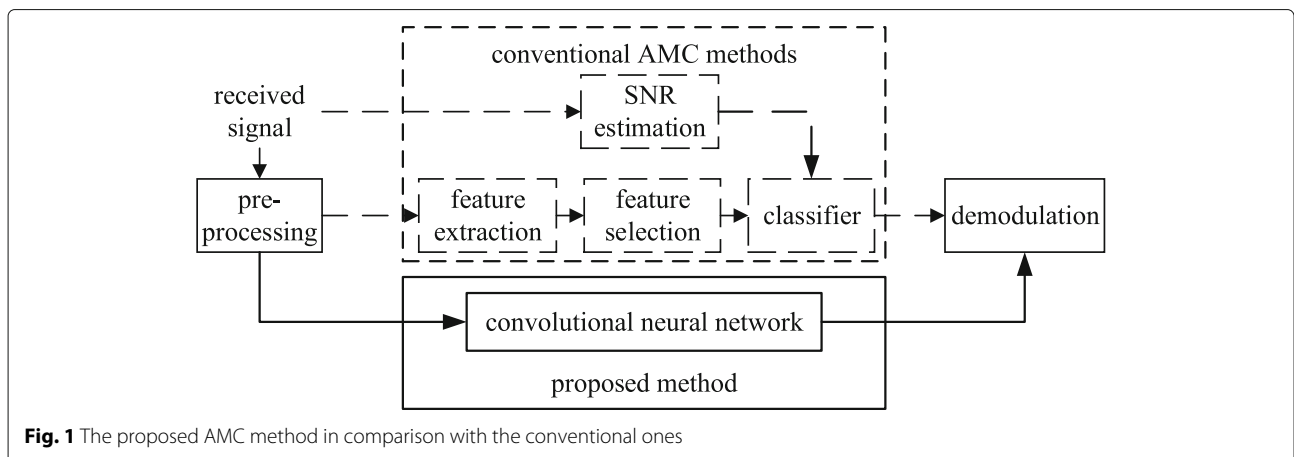 conventional AMC methods
received
signal
SNR
estimation
pre-
processing
feature
extraction
feature
selection
classifier
demodulation
convolutional neural network
proposed method
Fig. 1 The proposed AMC method in comparison with the conventional ones